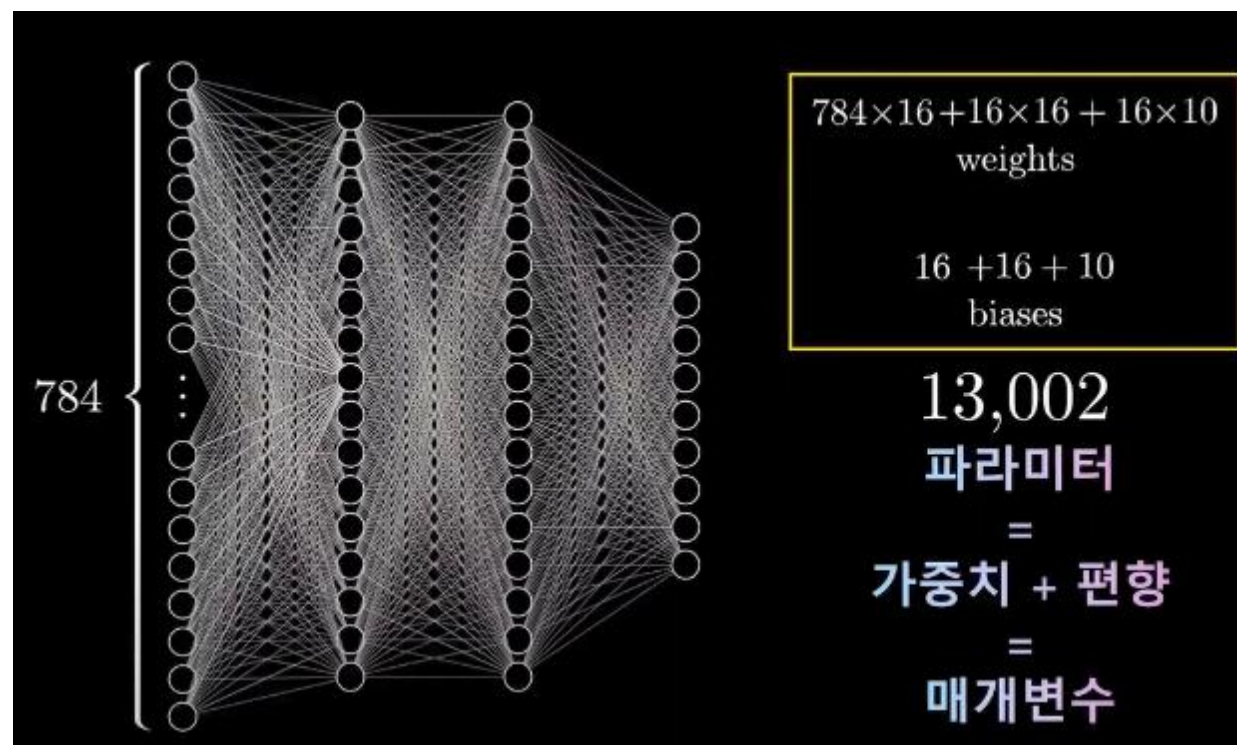 784
784×16+16×16 + 16×10
weights
16 +16 + 10
biases
13,002
파라미터
=
가중치 + 편향
=
매개변수